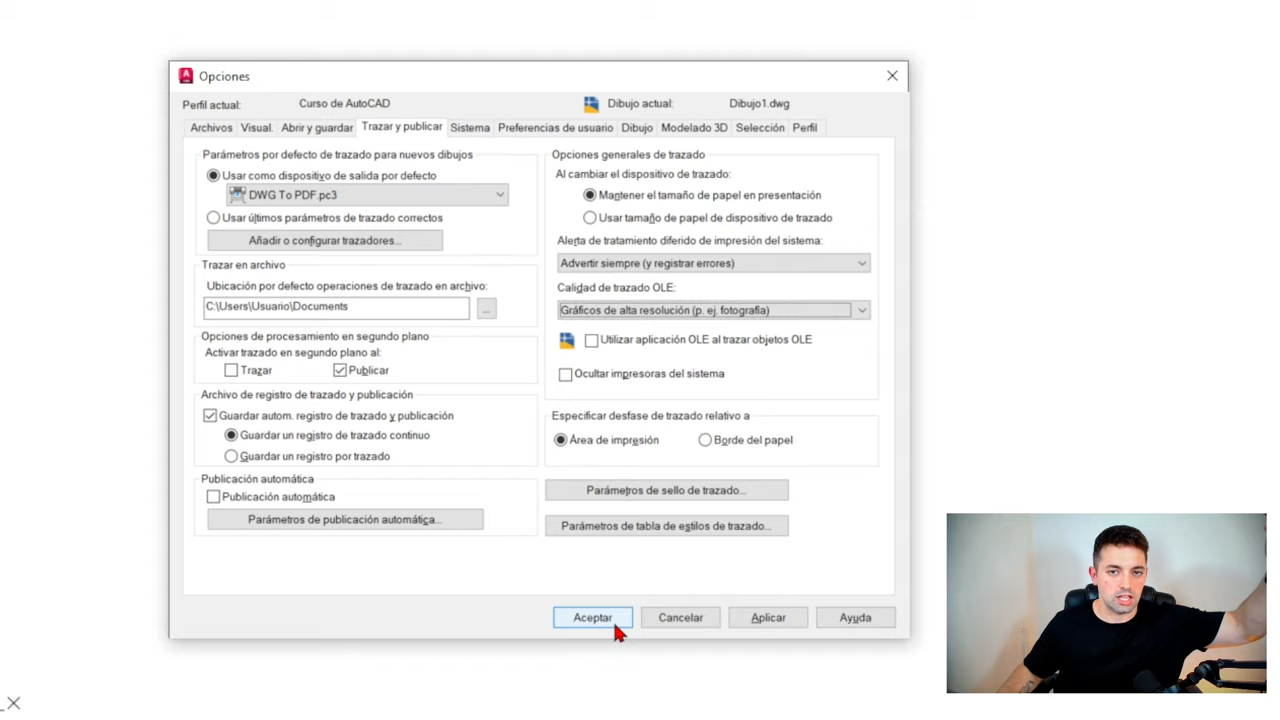 Opciones
Perfil actual: Curso de AutoCAD Dibujo actual: Dibujo1.dwg
Archivos Visual. Abrir y guardar Trazar y publicar Sistema Preferencias de usuario Dibujo Modelado 3D Selección Perfil
Parámetros por defecto de trazado para nuevos dibujos
Usar como dispositivo de salida por defecto
DWG To PDF.pc3
Usar últimos parámetros de trazado correctos
Añadir o configurar trazadores...
Trazar en archivo
Ubicación por defecto operaciones de trazado en archivo:
C:\Users\Usuario\Documents
...
Opciones de procesamiento en segundo plano
Activar trazado en segundo plano al:
Trazar Publicar
Archivo de registro de trazado y publicación
Guardar autom. registro de trazado y publicación
Guardar un registro de trazado continuo
Guardar un registro por trazado
Publicación automática
Publicación automática
Parámetros de publicación automática...
Opciones generales de trazado
Al cambiar el dispositivo de trazado:
Mantener el tamaño de papel en presentación
Usar tamaño de papel de dispositivo de trazado
Alerta de tratamiento diferido de impresión del sistema:
Advertir siempre (y registrar errores)
Calidad de trazado OLE:
Gráficos de alta resolución (p. ej. fotografia)
Utilizar aplicación OLE al trazar objetos OLE
Ocultar impresoras del sistema
Especificar desfase de trazado relativo a
Área de impresión Borde del papel
Parámetros de sello de trazado...
Parámetros de tabla de estilos de trazado...
Aceptar Cancelar Aplicar Ayuda